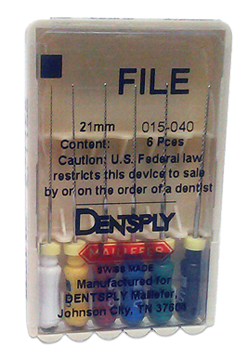 FILE
21mm 015-040
Content: 6 Pces
Caution: U.S. Federal law
restricts this device to sale
by or on the order of a dentist
DENTSPLY
MAILLEFER
SWISS MADE
Manufactured for
DENTSPLY Maillefer,
Johnson City, TN 37608